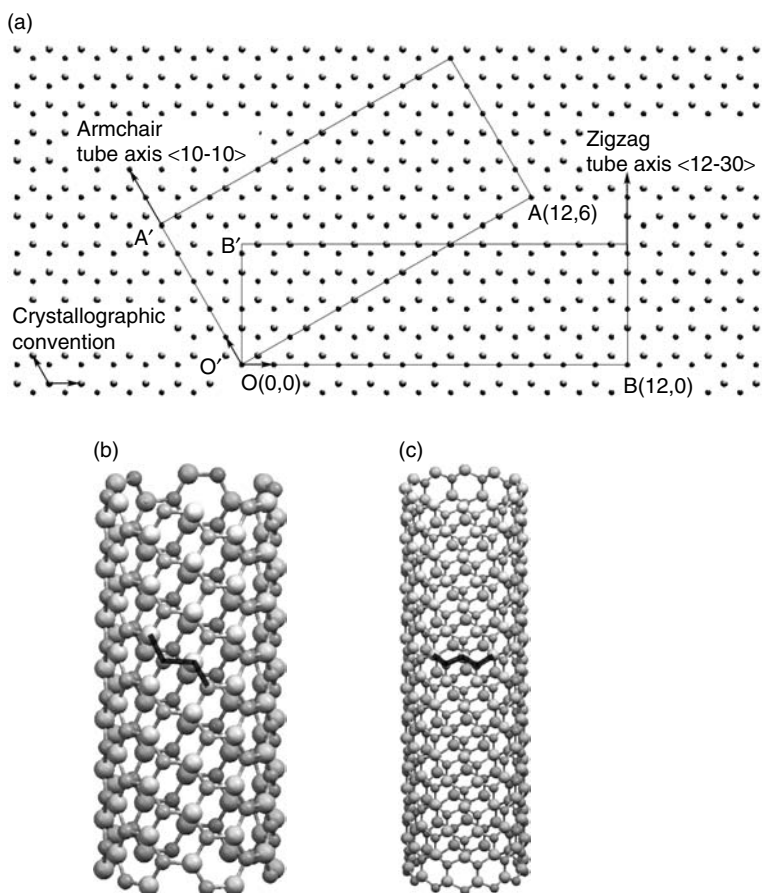 (a)
Armchair
tube axis <10-10>
Zigzag
tube axis <12-30>
A(12,6)
A′
B′
Crystallographic
convention
O′
O(0,0)
B(12,0)
(b)
(c)